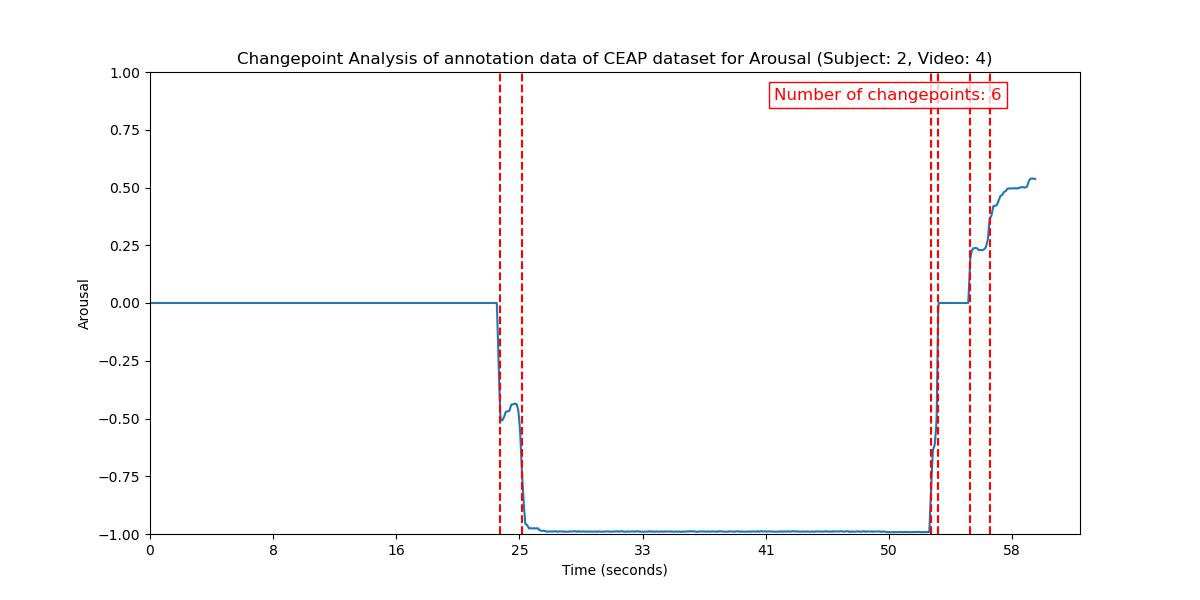 Changepoint Analysis of annotation data of CEAP dataset for Arousal (Subject: 2, Video: 4)
Number of changepoints: 6
1.00
0.75
0.50
0.25
0.00
−0.25
−0.50
−0.75
−1.00
Arousal
0 8 16 25 33 41 50 58
Time (seconds)